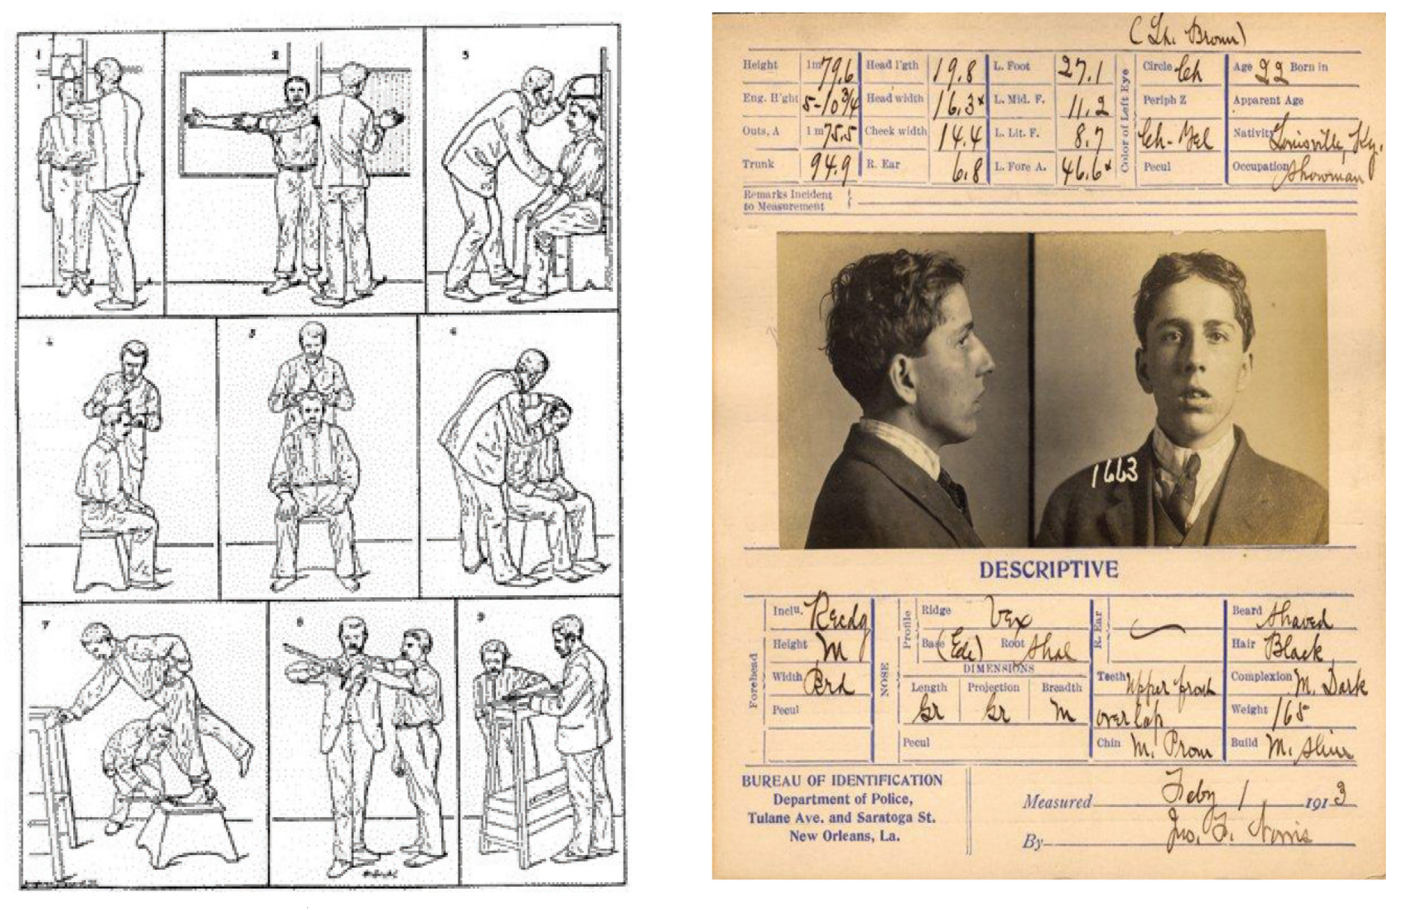 1
2
3
4
5
6
7
8
9
(Th. Brown)
Height 1 m 79.6 Head l'gth 19.8 L. Foot 27.1 Circle Ch Age 22 Born in
Eng. H'ght 5-10 3/4 Head width 16.3 x L. Mid. F. 11.2 Periph Z Apparent Age
Outs, A 1 m 75.5 Cheek width 14.4 L. Lit. F. 8.7 Ch-Yel Nativity Louisville, Ky.
Trunk 94.9 R. Ear 6.8 L. Fore A. 46.6 x Pecul Occupation Showman
Color of Left Eye
Remarks Incident
to Measurement
1663
DESCRIPTIVE
Forehead
Inclu. Recdg
Height M
Width Brd
Pecul
NOSE
Profile
Ridge Vex
Base (Ele) Root Shal
DIMENSIONS
Length Projection Breadth
Gr Gr M
Pecul
R. Ear
Teeth Upper front
overlap
Chin M. Prom
Beard Shaved
Hair Black
Complexion M. Dark
Weight 165
Build M. Slim
BUREAU OF IDENTIFICATION
Department of Police,
Tulane Ave. and Saratoga St.
New Orleans, La.
Measured Feby 1, 1913
By Jno. F. Norris